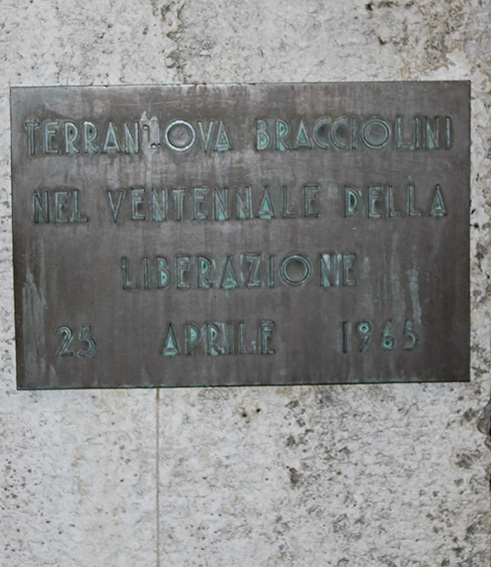 TERRANUOVA BRACCIOLINI
NEL VENTENNALE DELLA
LIBERAZIONE
25 APRILE 1965